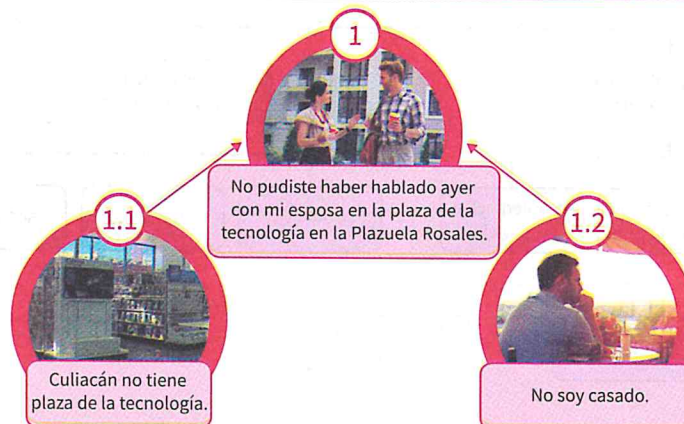 1
No pudiste haber hablado ayer
con mi esposa en la plaza de la
tecnología en la Plazuela Rosales.
1.1
Culiacán no tiene
plaza de la tecnología.
1.2
No soy casado.